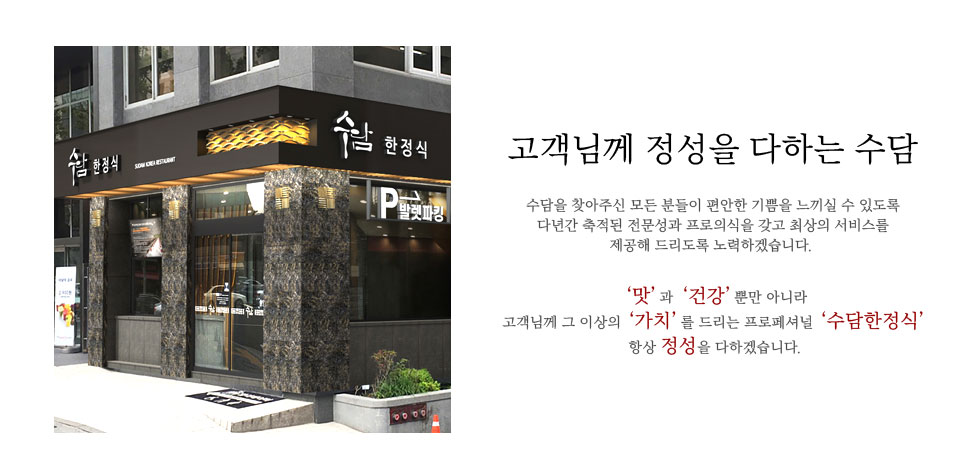 수담 한정식
SUDAM KOREA RESTAURANT
수담 한정식
P 발렛파킹
고객님께 정성을 다하는 수담
수담을 찾아주신 모든 분들이 편안한 기쁨을 느끼실 수 있도록
다년간 축적된 전문성과 프로의식을 갖고 최상의 서비스를
제공해 드리도록 노력하겠습니다.
‘맛’과 ‘건강’뿐만 아니라
고객님께 그 이상의 ‘가치’를 드리는 프로페셔널 ‘수담한정식’
항상 정성을 다하겠습니다.